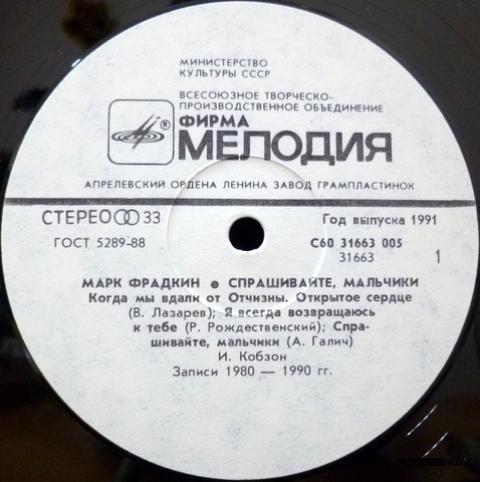 МИНИСТЕРСТВО
КУЛЬТУРЫ СССР
ВСЕСОЮЗНОЕ ТВОРЧЕСКО-
ПРОИЗВОДСТВЕННОЕ ОБЪЕДИНЕНИЕ
®
ФИРМА
МЕЛОДИЯ
АПРЕЛЕВСКИЙ ОРДЕНА ЛЕНИНА ЗАВОД ГРАМПЛАСТИНОК
СТЕРЕО 33
Год выпуска 1991
ГОСТ 5289-88
С60 31663 005
31663
1
МАРК ФРАДКИН ● СПРАШИВАЙТЕ, МАЛЬЧИКИ
Когда мы вдали от Отчизны. Открытое сердце
(В. Лазарев); Я всегда возвращаюсь
к тебе (Р. Рождественский); Спра-
шивайте, мальчики (А. Галич)
И. Кобзон
Записи 1980 — 1990 гг.